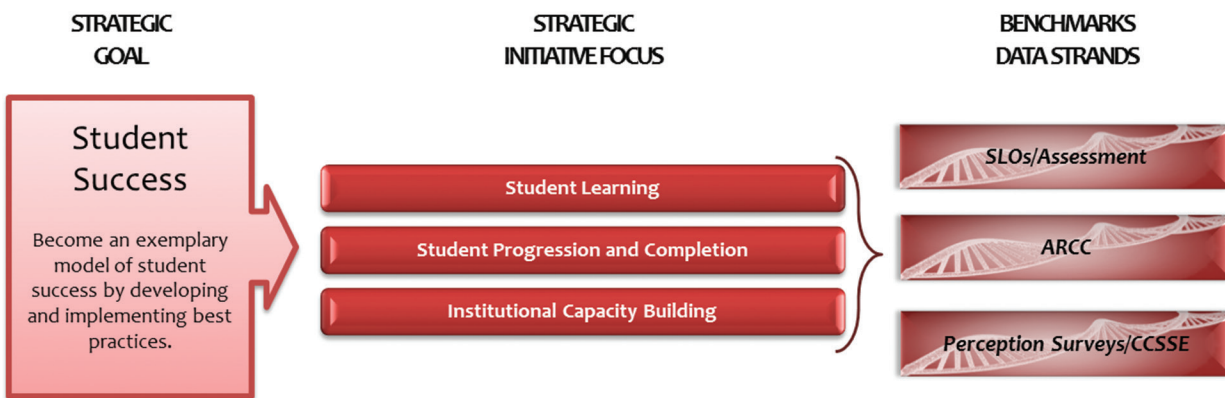 STRATEGIC
GOAL
STRATEGIC
INITIATIVE FOCUS
BENCHMARKS
DATA STRANDS
Student
Success
Become an exemplary
model of student
success by developing
and implementing best
practices.
Student Learning
Student Progression and Completion
Institutional Capacity Building
SLOs/Assessment
ARCC
Perception Surveys/CCSSE